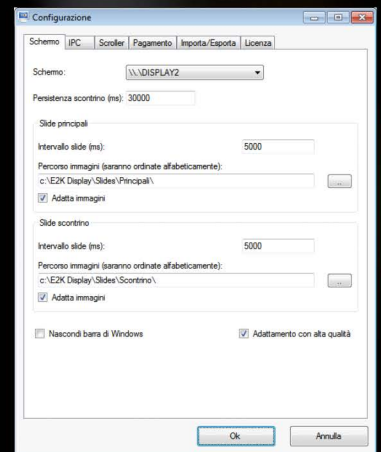 Configurazione
Schermo IPC Scroller Pagamento Importa/Esporta Licenza
Schermo: \\.\DISPLAY2
Persistenza scontrino (ms): 30000
Slide principali
Intervallo slide (ms): 5000
Percorso immagini (saranno ordinate alfabeticamente):
c:\E2K Display\Slides\Principali\ ...
Adatta immagini
Slide scontrino
Intervallo slide (ms): 5000
Percorso immagini (saranno ordinate alfabeticamente):
c:\E2K Display\Slides\Scontrino\ ..
Adatta immagini
Nascondi barra di Windows Adattamento con alta qualità
Ok Annulla